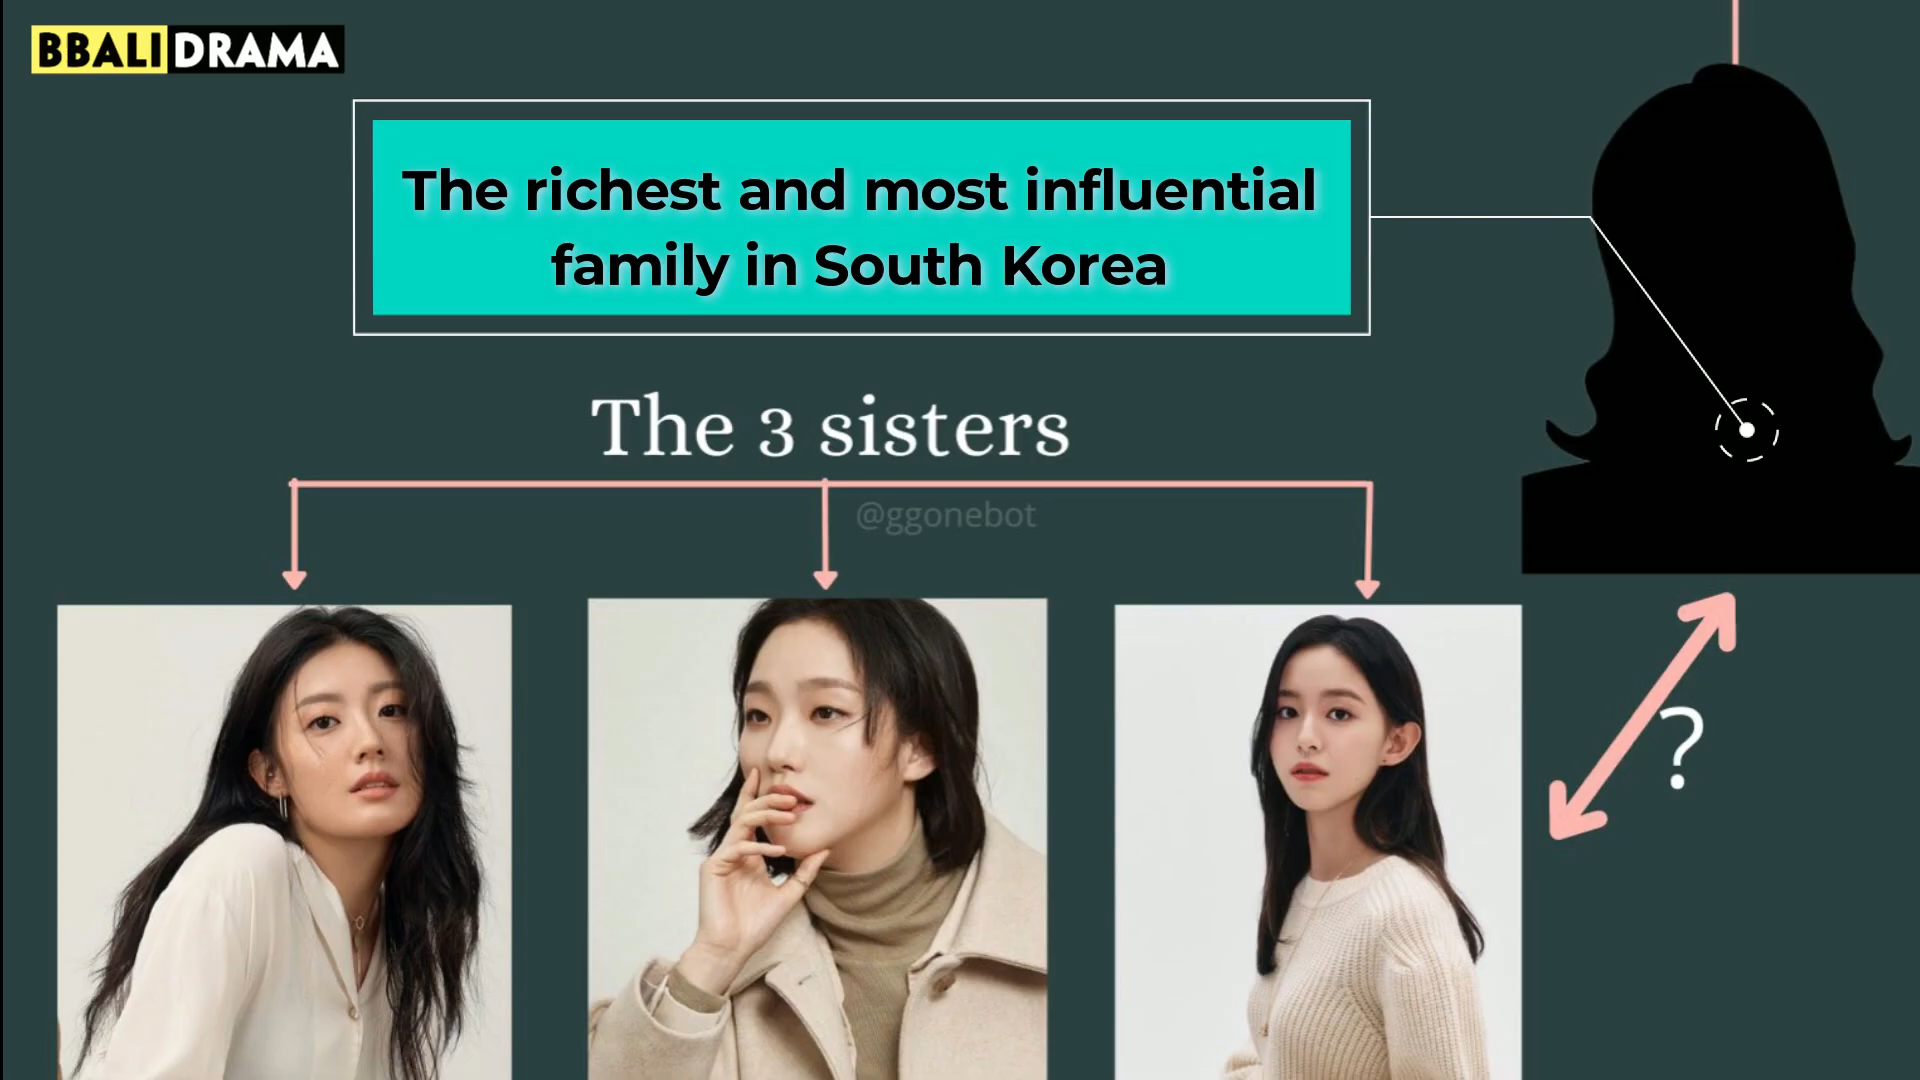 BBALI DRAMA
The richest and most influential
family in South Korea
The 3 sisters
@ggonebot
?